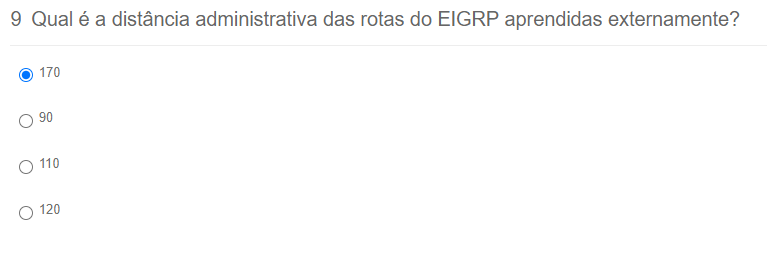 9 Qual é a distância administrativa das rotas do EIGRP aprendidas externamente?
170
90
110
120